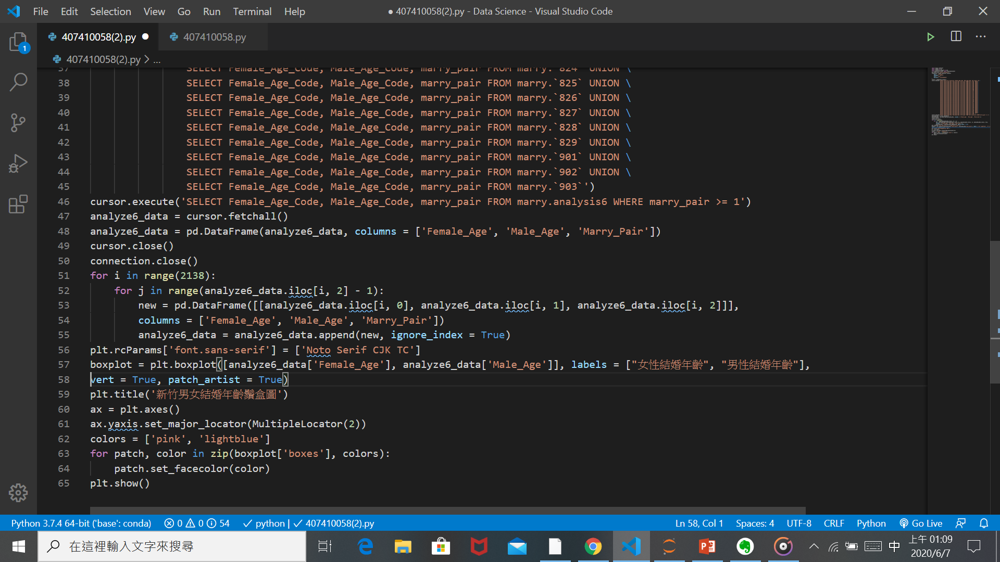 File Edit Selection View Go Run Terminal Help
● 407410058(2).py - Data Science - Visual Studio Code
407410058(2).py ●
407410058.py
1
407410058(2).py > ...
37 SELECT Female_Age_Code, Male_Age_Code, marry_pair FROM marry.`824` UNION \
38 SELECT Female_Age_Code, Male_Age_Code, marry_pair FROM marry.`825` UNION \
39 SELECT Female_Age_Code, Male_Age_Code, marry_pair FROM marry.`826` UNION \
40 SELECT Female_Age_Code, Male_Age_Code, marry_pair FROM marry.`827` UNION \
41 SELECT Female_Age_Code, Male_Age_Code, marry_pair FROM marry.`828` UNION \
42 SELECT Female_Age_Code, Male_Age_Code, marry_pair FROM marry.`829` UNION \
43 SELECT Female_Age_Code, Male_Age_Code, marry_pair FROM marry.`901` UNION \
44 SELECT Female_Age_Code, Male_Age_Code, marry_pair FROM marry.`902` UNION \
45 SELECT Female_Age_Code, Male_Age_Code, marry_pair FROM marry.`903`')
46 cursor.execute('SELECT Female_Age_Code, Male_Age_Code, marry_pair FROM marry.analysis6 WHERE marry_pair >= 1')
47 analyze6_data = cursor.fetchall()
48 analyze6_data = pd.DataFrame(analyze6_data, columns = ['Female_Age', 'Male_Age', 'Marry_Pair'])
49 cursor.close()
50 connection.close()
51 for i in range(2138):
52 for j in range(analyze6_data.iloc[i, 2] - 1):
53 new = pd.DataFrame([[analyze6_data.iloc[i, 0], analyze6_data.iloc[i, 1], analyze6_data.iloc[i, 2]]],
54 columns = ['Female_Age', 'Male_Age', 'Marry_Pair'])
55 analyze6_data = analyze6_data.append(new, ignore_index = True)
56 plt.rcParams['font.sans-serif'] = ['Noto Serif CJK TC']
57 boxplot = plt.boxplot([analyze6_data['Female_Age'], analyze6_data['Male_Age']], labels = ["女性結婚年齡", "男性結婚年齡"],
58 vert = True, patch_artist = True)
59 plt.title('新竹男女結婚年齡鬚盒圖')
60 ax = plt.axes()
61 ax.yaxis.set_major_locator(MultipleLocator(2))
62 colors = ['pink', 'lightblue']
63 for patch, color in zip(boxplot['boxes'], colors):
64 patch.set_facecolor(color)
65 plt.show()
Python 3.7.4 64-bit ('base': conda) 0 0 54 ✓ python | ✓ 407410058(2).py
Ln 58, Col 1 Spaces: 4 UTF-8 CRLF Python Go Live
在這裡輸入文字來搜尋
中
上午 01:09
2020/6/7